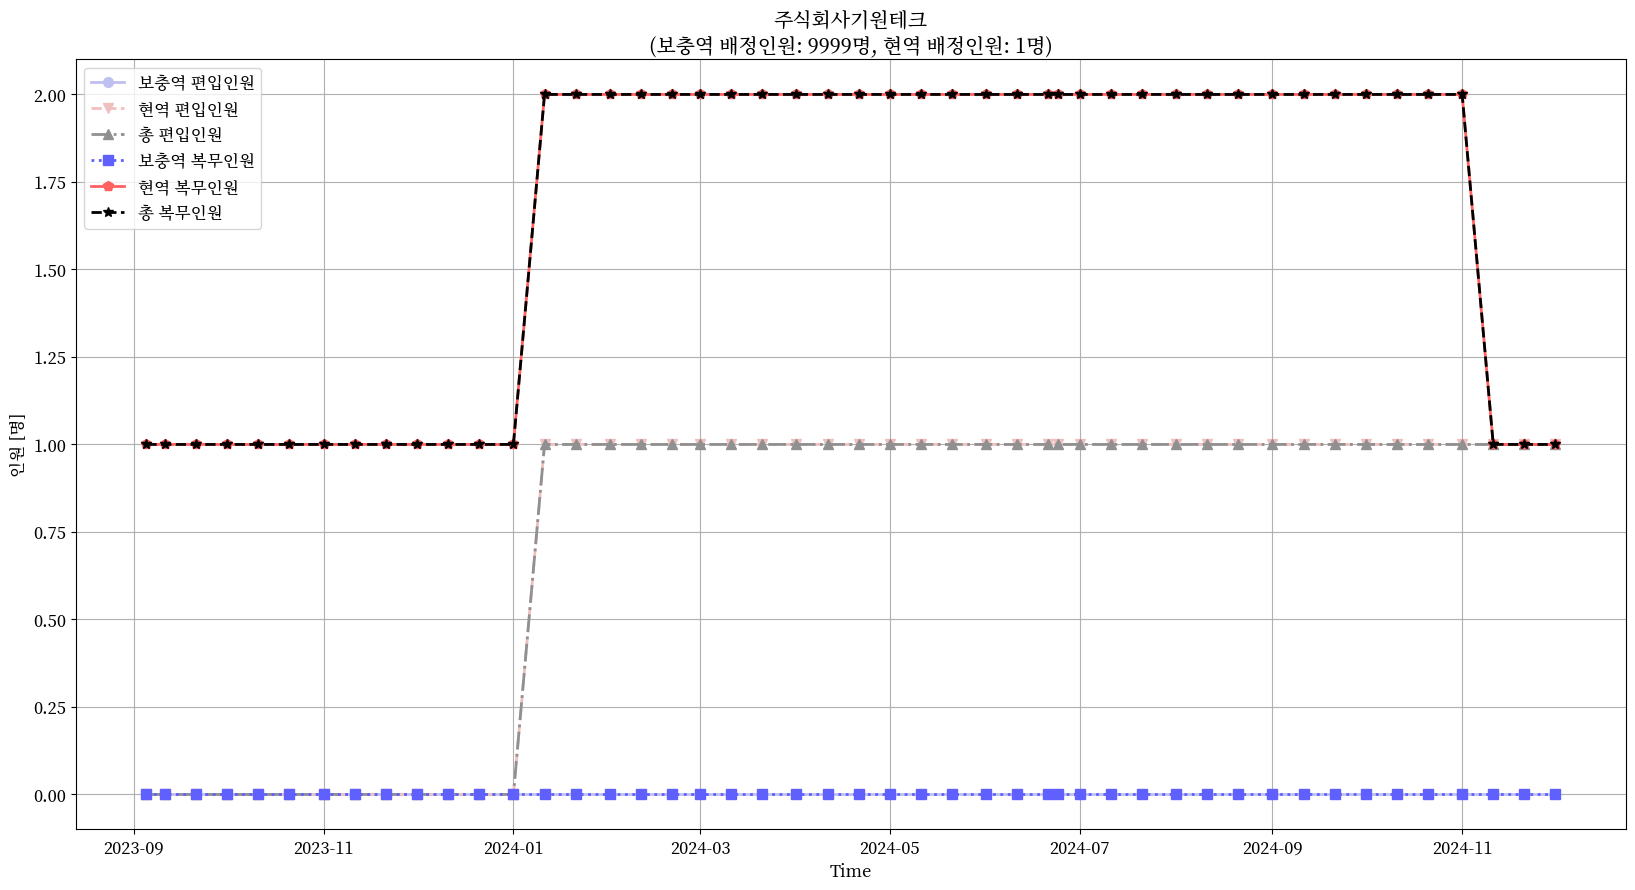 주식회사기원테크
(보충역 배정인원: 9999명, 현역 배정인원: 1명)
보충역 편입인원
현역 편입인원
총 편입인원
보충역 복무인원
현역 복무인원
총 복무인원
인원 [명]
2.00
1.75
1.50
1.25
1.00
0.75
0.50
0.25
0.00
2023-09
2023-11
2024-01
2024-03
2024-05
2024-07
2024-09
2024-11
Time